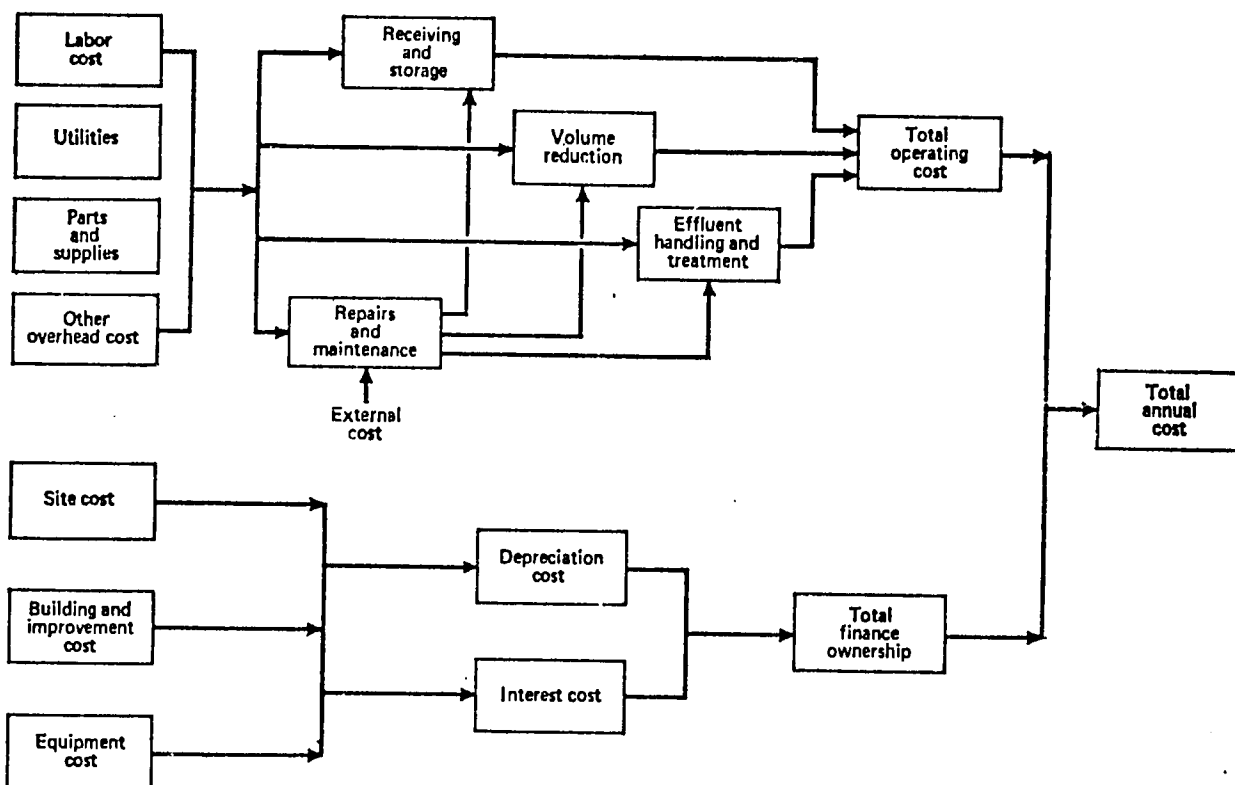 Labor
cost
Utilities
Parts
and
supplies
Other
overhead cost
Receiving
and
storage
Volume
reduction
Effluent
handling and
treatment
Repairs
and
maintenance
External
cost
Total
operating
cost
Total
annual
cost
Site cost
Building and
improvement
cost
Equipment
cost
Depreciation
cost
Interest cost
Total
finance
ownership